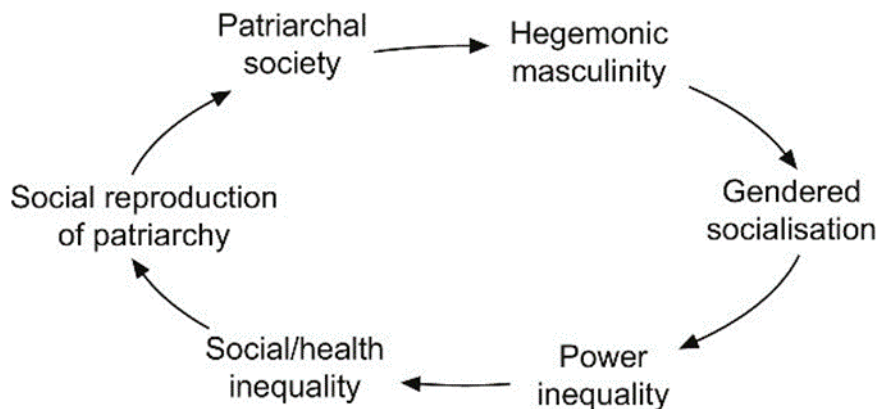 Patriarchal
society
Hegemonic
masculinity
Gendered
socialisation
Power
inequality
Social/health
inequality
Social reproduction
of patriarchy